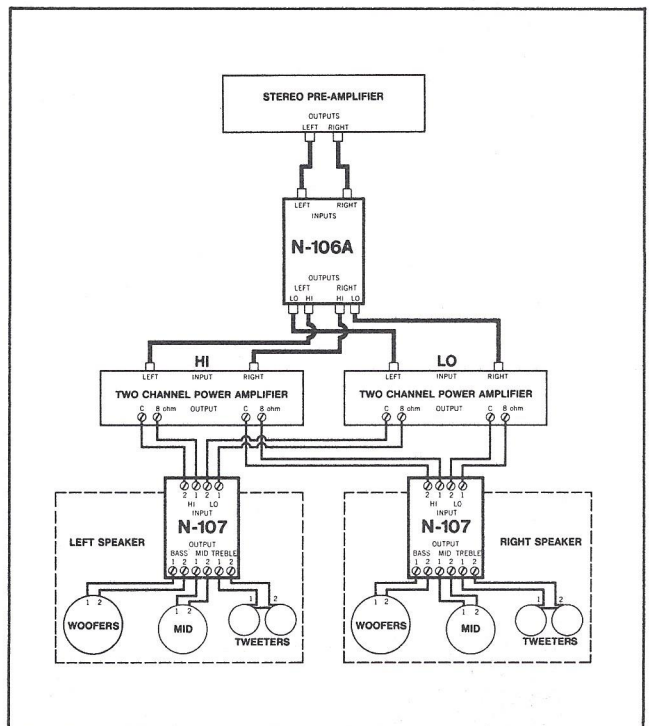 STEREO PRE-AMPLIFIER
OUTPUTS
LEFT RIGHT
LEFT RIGHT
INPUTS
N-106A
OUTPUTS
LEFT RIGHT
LO HI HI LO
HI
LEFT INPUT RIGHT
TWO CHANNEL POWER AMPLIFIER
C 8 ohm OUTPUT C 8 ohm
LO
LEFT INPUT RIGHT
TWO CHANNEL POWER AMPLIFIER
C 8 ohm OUTPUT C 8 ohm
LEFT SPEAKER
2 1 2 1
HI LO
INPUT
N-107
OUTPUT
BASS MID TREBLE
1 2 1 2 1 2
1 2
WOOFERS
1 2
MID
1 2
TWEETERS
RIGHT SPEAKER
2 1 2 1
HI LO
INPUT
N-107
OUTPUT
BASS MID TREBLE
1 2 1 2 1 2
1 2
WOOFERS
1 2
MID
1 2
TWEETERS